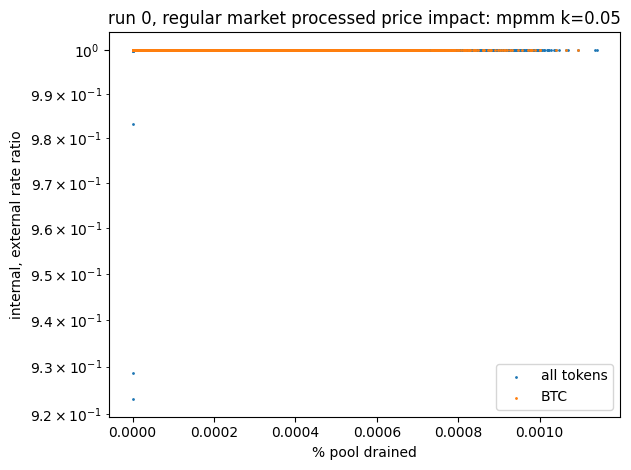 run 0, regular market processed price impact: mpmm k=0.05
internal, external rate ratio
10⁰
9.9 × 10⁻¹
9.8 × 10⁻¹
9.7 × 10⁻¹
9.6 × 10⁻¹
9.5 × 10⁻¹
9.4 × 10⁻¹
9.3 × 10⁻¹
9.2 × 10⁻¹
all tokens
BTC
0.0000 0.0002 0.0004 0.0006 0.0008 0.0010
% pool drained